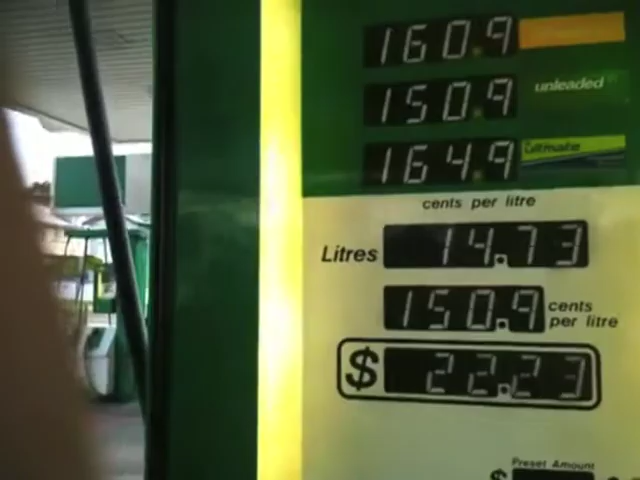 160.9
150.9 unleaded
164.9 ultimate
cents per litre
Litres 14.73
150.9 cents per litre
$ 22.23
Preset Amount
$